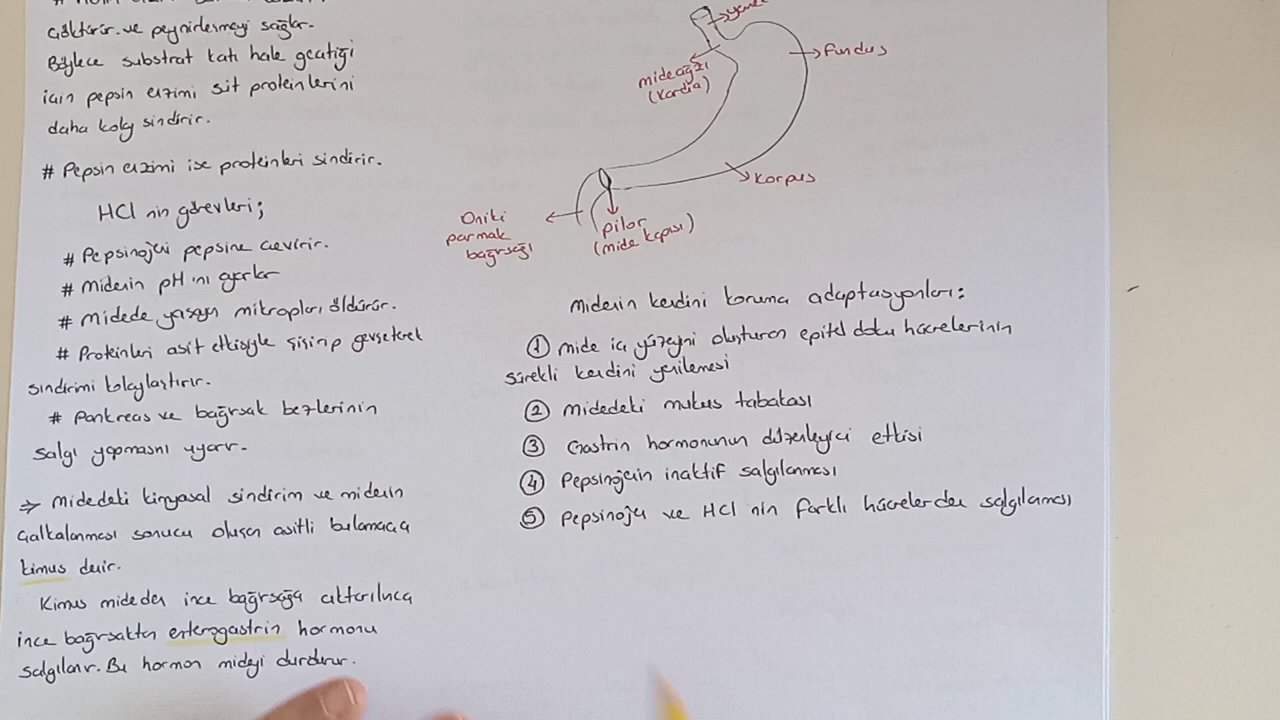 çöktürür. ve peynirleşmeyi sağlar.
Böylece substrat katı hale geçtiği
için pepsin enzimi süt proteinlerini
daha kolay sindirir.
# Pepsin enzimi ise proteinleri sindirir.
HCl nin görevleri;
# Pepsinojeni pepsine çevirir.
# Midenin pH ını ayarlar
# Midede yaşayan mikropları öldürür.
# Proteinleri asit etkisiyle şişirip gevşeterek
sindirimi kolaylaştırır.
# Pankreas ve bağırsak bezlerinin
salgı yapmasını uyarır.
⇒ Midedeki kimyasal sindirim ve midenin
çalkalanması sonucu oluşan asitli bulamaca
kimus denir.
Kimus mideden ince bağırsağa aktarılınca
ince bağırsaktan enterogastrin hormonu
salgılanır. Bu hormon mideyi durdurur.
mide ağzı
(kardia)
Fundus
Korpus
pilor
(mide kapısı)
Oniki
parmak
bağırsağı
Midenin kendini koruma adaptasyonları:
① mide iç yüzeyini oluşturan epitel doku hücrelerinin
sürekli kendini yenilemesi
② midedeki mukus tabakası
③ Gastrin hormonunun düzenleyici etkisi
④ Pepsinojenin inaktif salgılanması
⑤ Pepsinojen ve HCl nin farklı hücrelerden salgılanması